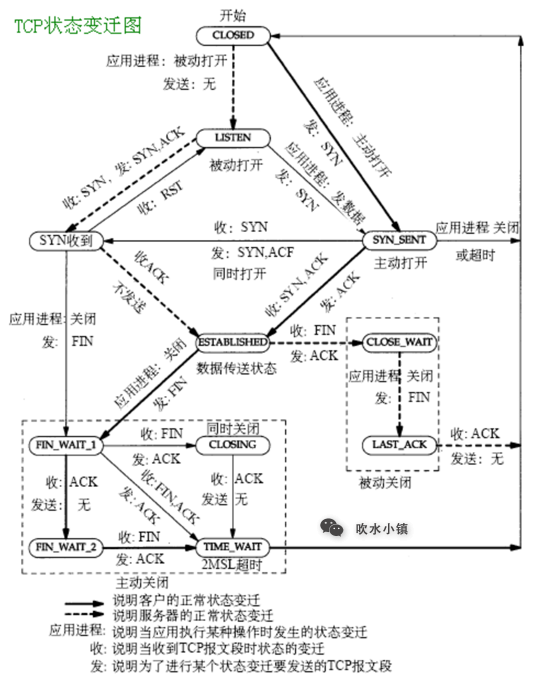 TCP状态变迁图
开始
CLOSED
应用进程：被动打开
发送：无
应用进程：主动打开
发：SYN
LISTEN
被动打开
收：SYN，发：SYN,ACK
收：RST
应用进程：发数据
发：SYN
SYN收到
收：SYN
发：SYN,ACF
同时打开
SYN_SENT
主动打开
应用进程 关闭
或超时
收ACK
不发送
收：SYN,ACK
发：ACK
应用进程：关闭
发： FIN
ESTABLISHED
数据传送状态
收：FIN
发：ACK
CLOSE_WAIT
应用进程 关闭
发： FIN
LAST_ACK
被动关闭
收：ACK
发送：无
应用进程：关闭
发：FIN
FIN_WAIT_1
收：FIN
发：ACK
同时关闭
CLOSING
收：ACK
发送： 无
收：FIN,ACK
发：ACK
收：ACK
发送 无
FIN_WAIT_2
收：FIN
发：ACK
TIME_WAIT
2MSL超时
主动关闭
吹水小镇
说明客户的正常状态变迁
说明服务器的正常状态变迁
应用进程：说明当应用执行某种操作时发生的状态变迁
收：说明当收到TCP报文段时状态的变迁
发：说明为了进行某个状态变迁要发送的TCP报文段